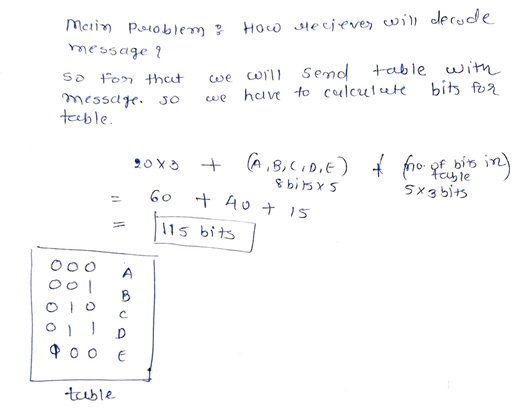 Main Problem : How reciever will decode
message ?
So for that we will send table with
message. so we have to calculate bits for
table.
20 x 3 + (A, B, C, D, E) + (no. of bits in
table)
8 bits x 5 5 x 3 bits
= 60 + 40 + 15
= 115 bits
000 A
001 B
010 C
011 D
100 E
table